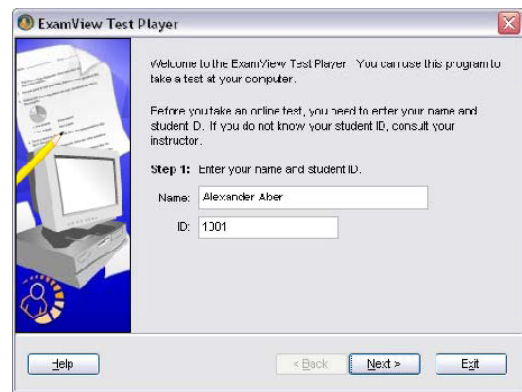 ExamView Test Player
Welcome to the ExamView Test Player. You can use this program to
take a test at your computer.
Before you take an online test, you need to enter your name and
student ID. If you do not know your student ID, consult your
instructor.
Step 1: Enter your name and student ID.
Name: Alexander Aber
ID: 1001
Help
< Back
Next >
Exit